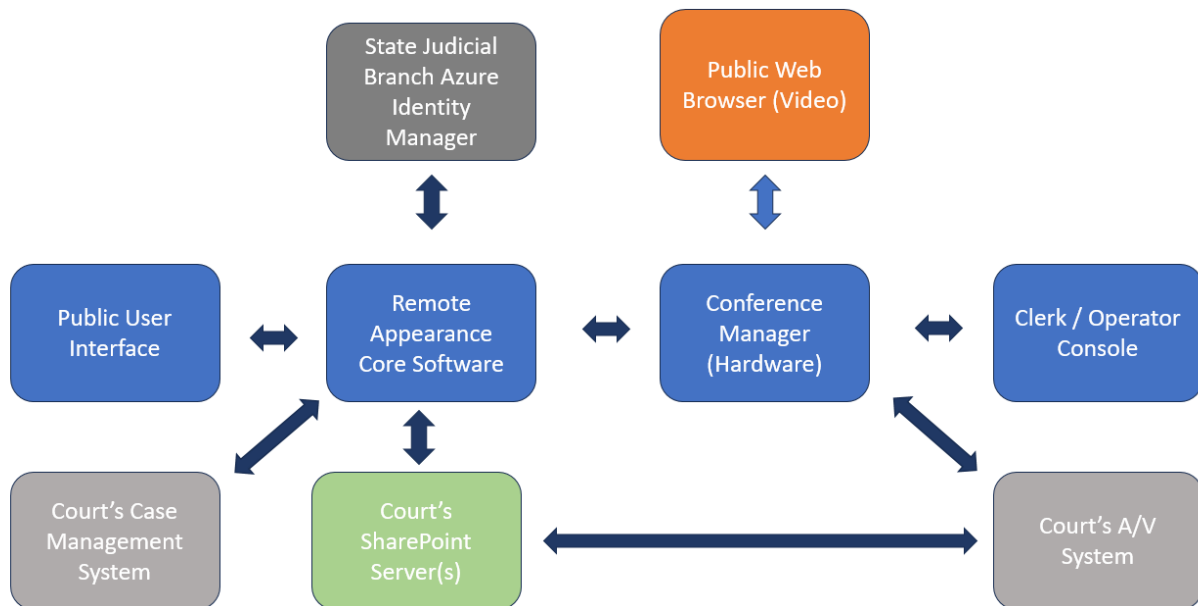 State Judicial
Branch Azure
Identity
Manager
Public Web
Browser (Video)
Public User
Interface
Remote
Appearance
Core Software
Conference
Manager
(Hardware)
Clerk / Operator
Console
Court’s Case
Management
System
Court’s
SharePoint
Server(s)
Court’s A/V
System